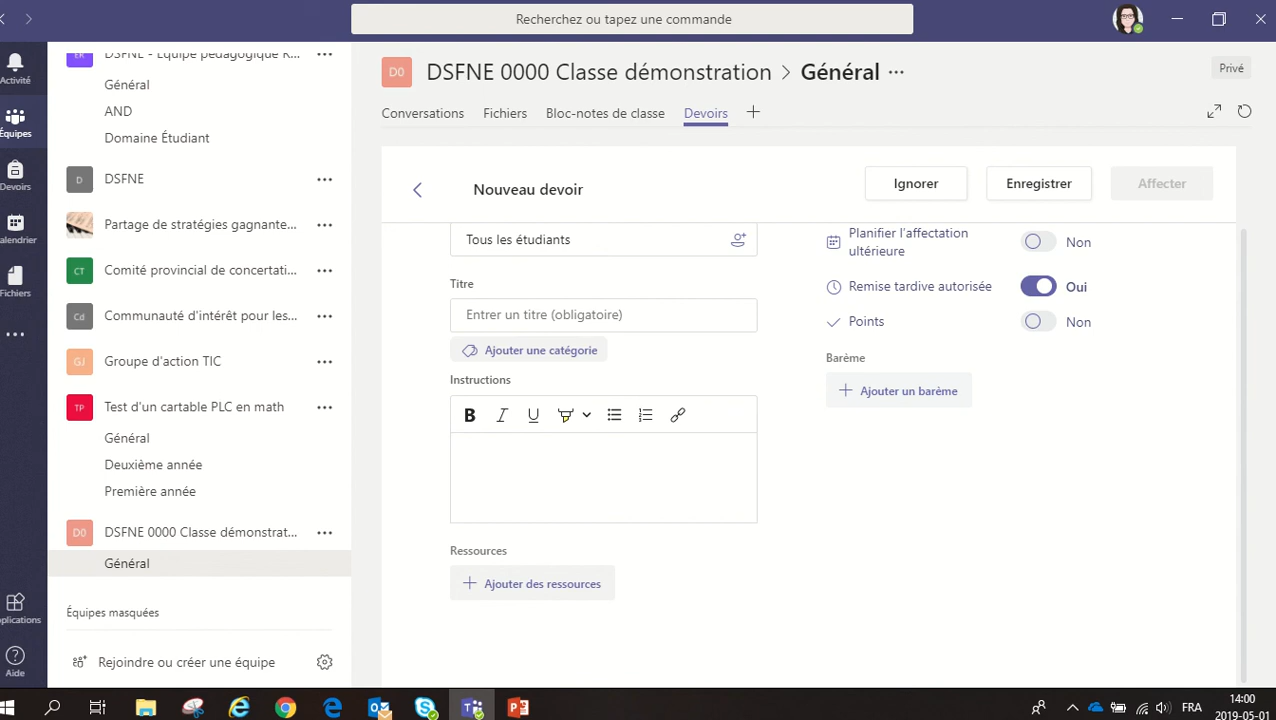 Recherchez ou tapez une commande
Activité
Équipes
Devoirs
alendrier
Fichiers
pplications
Aide
DSFNE - Équipe pédagogique R...
Général
AND
Domaine Étudiant
D
DSFNE
Partage de stratégies gagnante...
CT
Comité provincial de concertati...
Cd
Communauté d'intérêt pour les...
GJ
Groupe d'action TIC
TP
Test d'un cartable PLC en math
Général
Deuxième année
Première année
D0
DSFNE 0000 Classe démonstrat...
Général
Équipes masquées
Rejoindre ou créer une équipe
D0
DSFNE 0000 Classe démonstration > Général ...
Privé
Conversations
Fichiers
Bloc-notes de classe
Devoirs
Nouveau devoir
Ignorer
Enregistrer
Affecter
Tous les étudiants
Titre
Entrer un titre (obligatoire)
Ajouter une catégorie
Instructions
B I U
Ressources
Ajouter des ressources
Planifier l'affectation
ultérieure
Non
Remise tardive autorisée
Oui
Points
Non
Barème
Ajouter un barème
FRA
14:00
2019-05-01